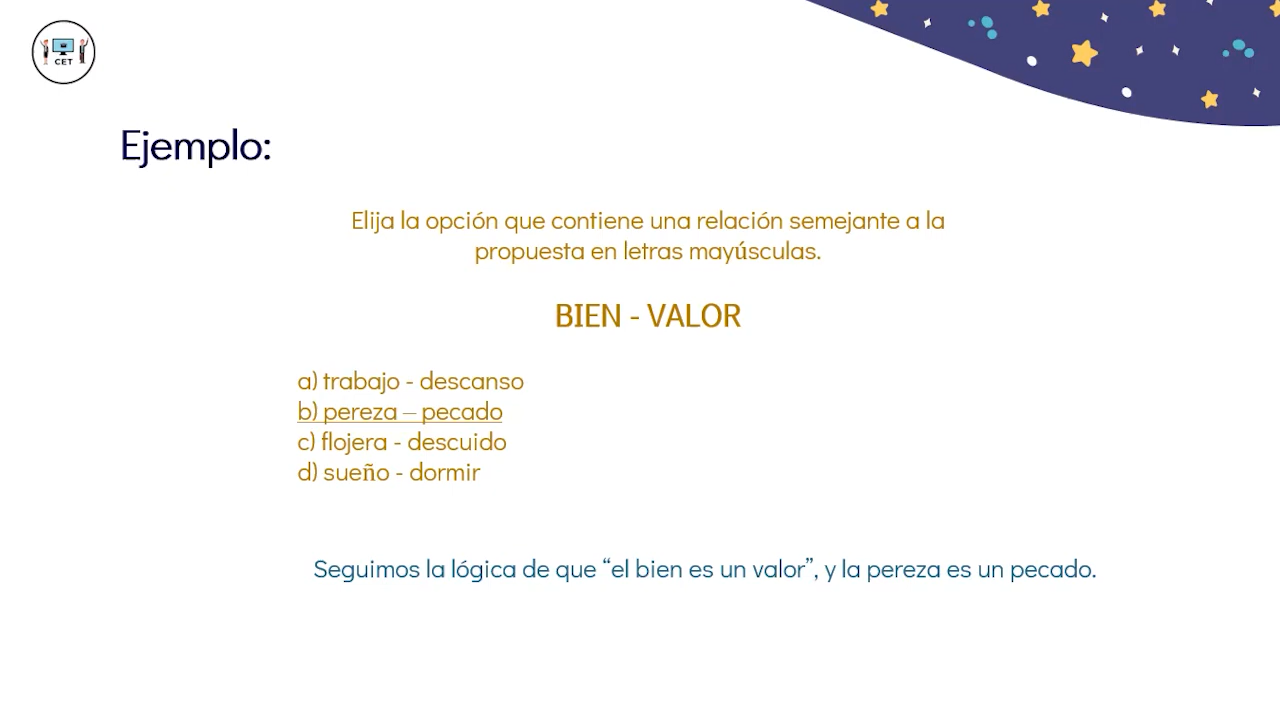 CET
Ejemplo:
Elija la opción que contiene una relación semejante a la
propuesta en letras mayúsculas.
BIEN - VALOR
a) trabajo - descanso
b) pereza – pecado
c) flojera - descuido
d) sueño - dormir
Seguimos la lógica de que “el bien es un valor”, y la pereza es un pecado.